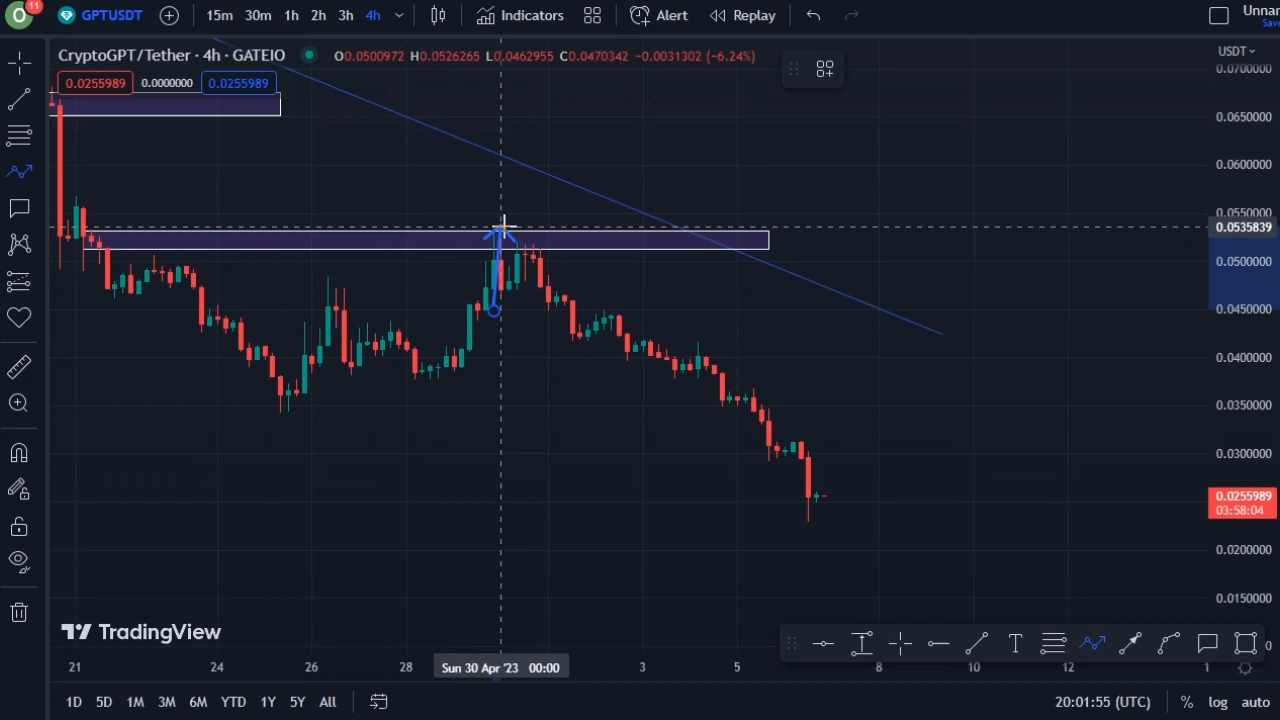 O 11 GPTUSDT 15m 30m 1h 2h 3h 4h Indicators Alert Replay Unnar
Sav
CryptoGPT/Tether · 4h · GATEIO O0.0500972 H0.0526265 L0.0462955 C0.0470342 −0.0031302 (−6.24%) USDT
0.0255989 0.0000000 0.0255989
0.0700000
0.0650000
0.0600000
0.0550000
0.0535839
0.0500000
0.0450000
0.0400000
0.0350000
0.0300000
0.0255989
03:58:04
0.0200000
0.0150000
TradingView
21 24 26 28 Sun 30 Apr '23 00:00 3 5 8 10 12 1
1D 5D 1M 3M 6M YTD 1Y 5Y All 20:01:55 (UTC) % log auto